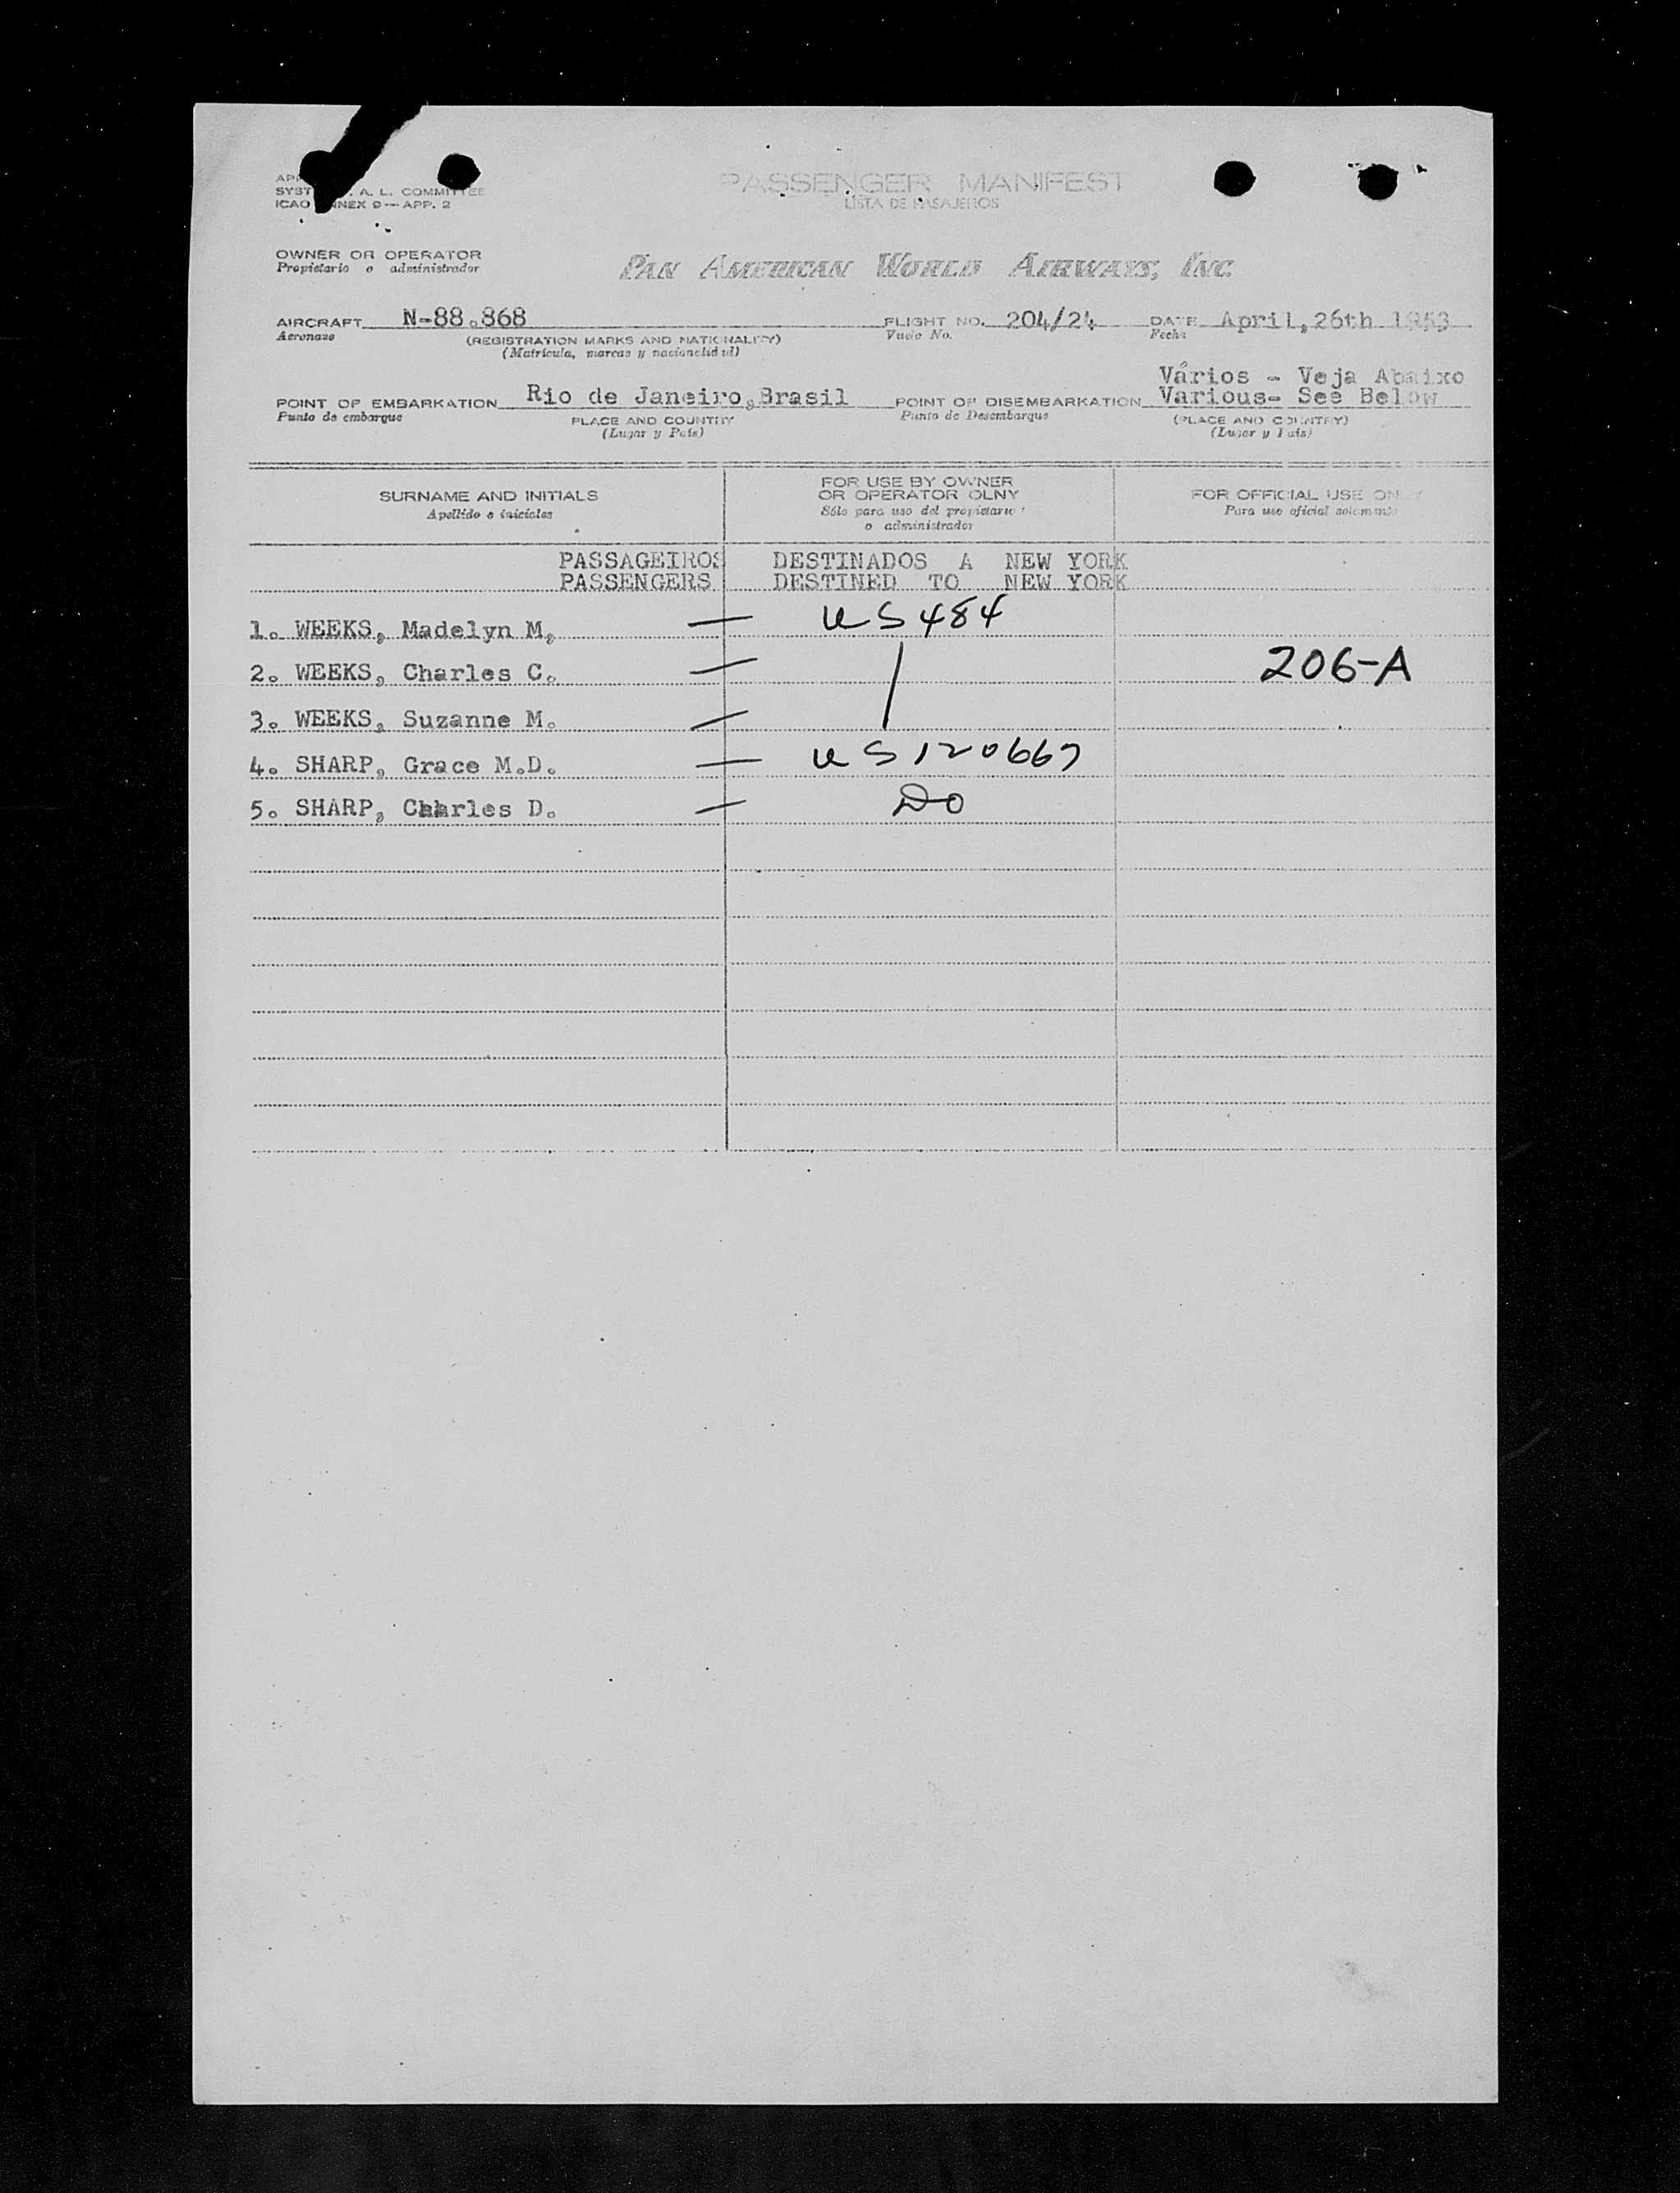 SYST A. L. COMMITTEE
ICAO ANNEX 9 — APP. 2
PASSENGER MANIFEST
LISTA DE PASAJEROS
OWNER OR OPERATOR
Propietario o administrador
PAN AMERICAN WORLD AIRWAYS, INC
AIRCRAFT N-88.868 FLIGHT NO. 204/24 DATE April,26th 1953
Aeronave Vuelo No. Fecha
(REGISTRATION MARKS AND NATIONALITY)
(Matrícula, marcas y nacionalidad)
Vários - Veja Abaixo
POINT OF EMBARKATION Rio de Janeiro,Brasil POINT OF DISEMBARKATION Various- See Below
Punto de embarque PLACE AND COUNTRY Punto de Desembarque (PLACE AND COUNTRY)
(Lugar y País) (Lugar y País)
SURNAME AND INITIALS
Apellido e iniciales
FOR USE BY OWNER
OR OPERATOR OLNY
Sólo para uso del propietario
o administrador
FOR OFFICIAL USE ONLY
Para uso oficial solamente
PASSAGEIROS DESTINADOS A NEW YORK
PASSENGERS DESTINED TO NEW YORK
1. WEEKS, Madelyn M. — US484
2. WEEKS, Charles C. — 206-A
3. WEEKS, Suzanne M. —
4. SHARP, Grace M.D. — US120667
5. SHARP, Charles D. — DO